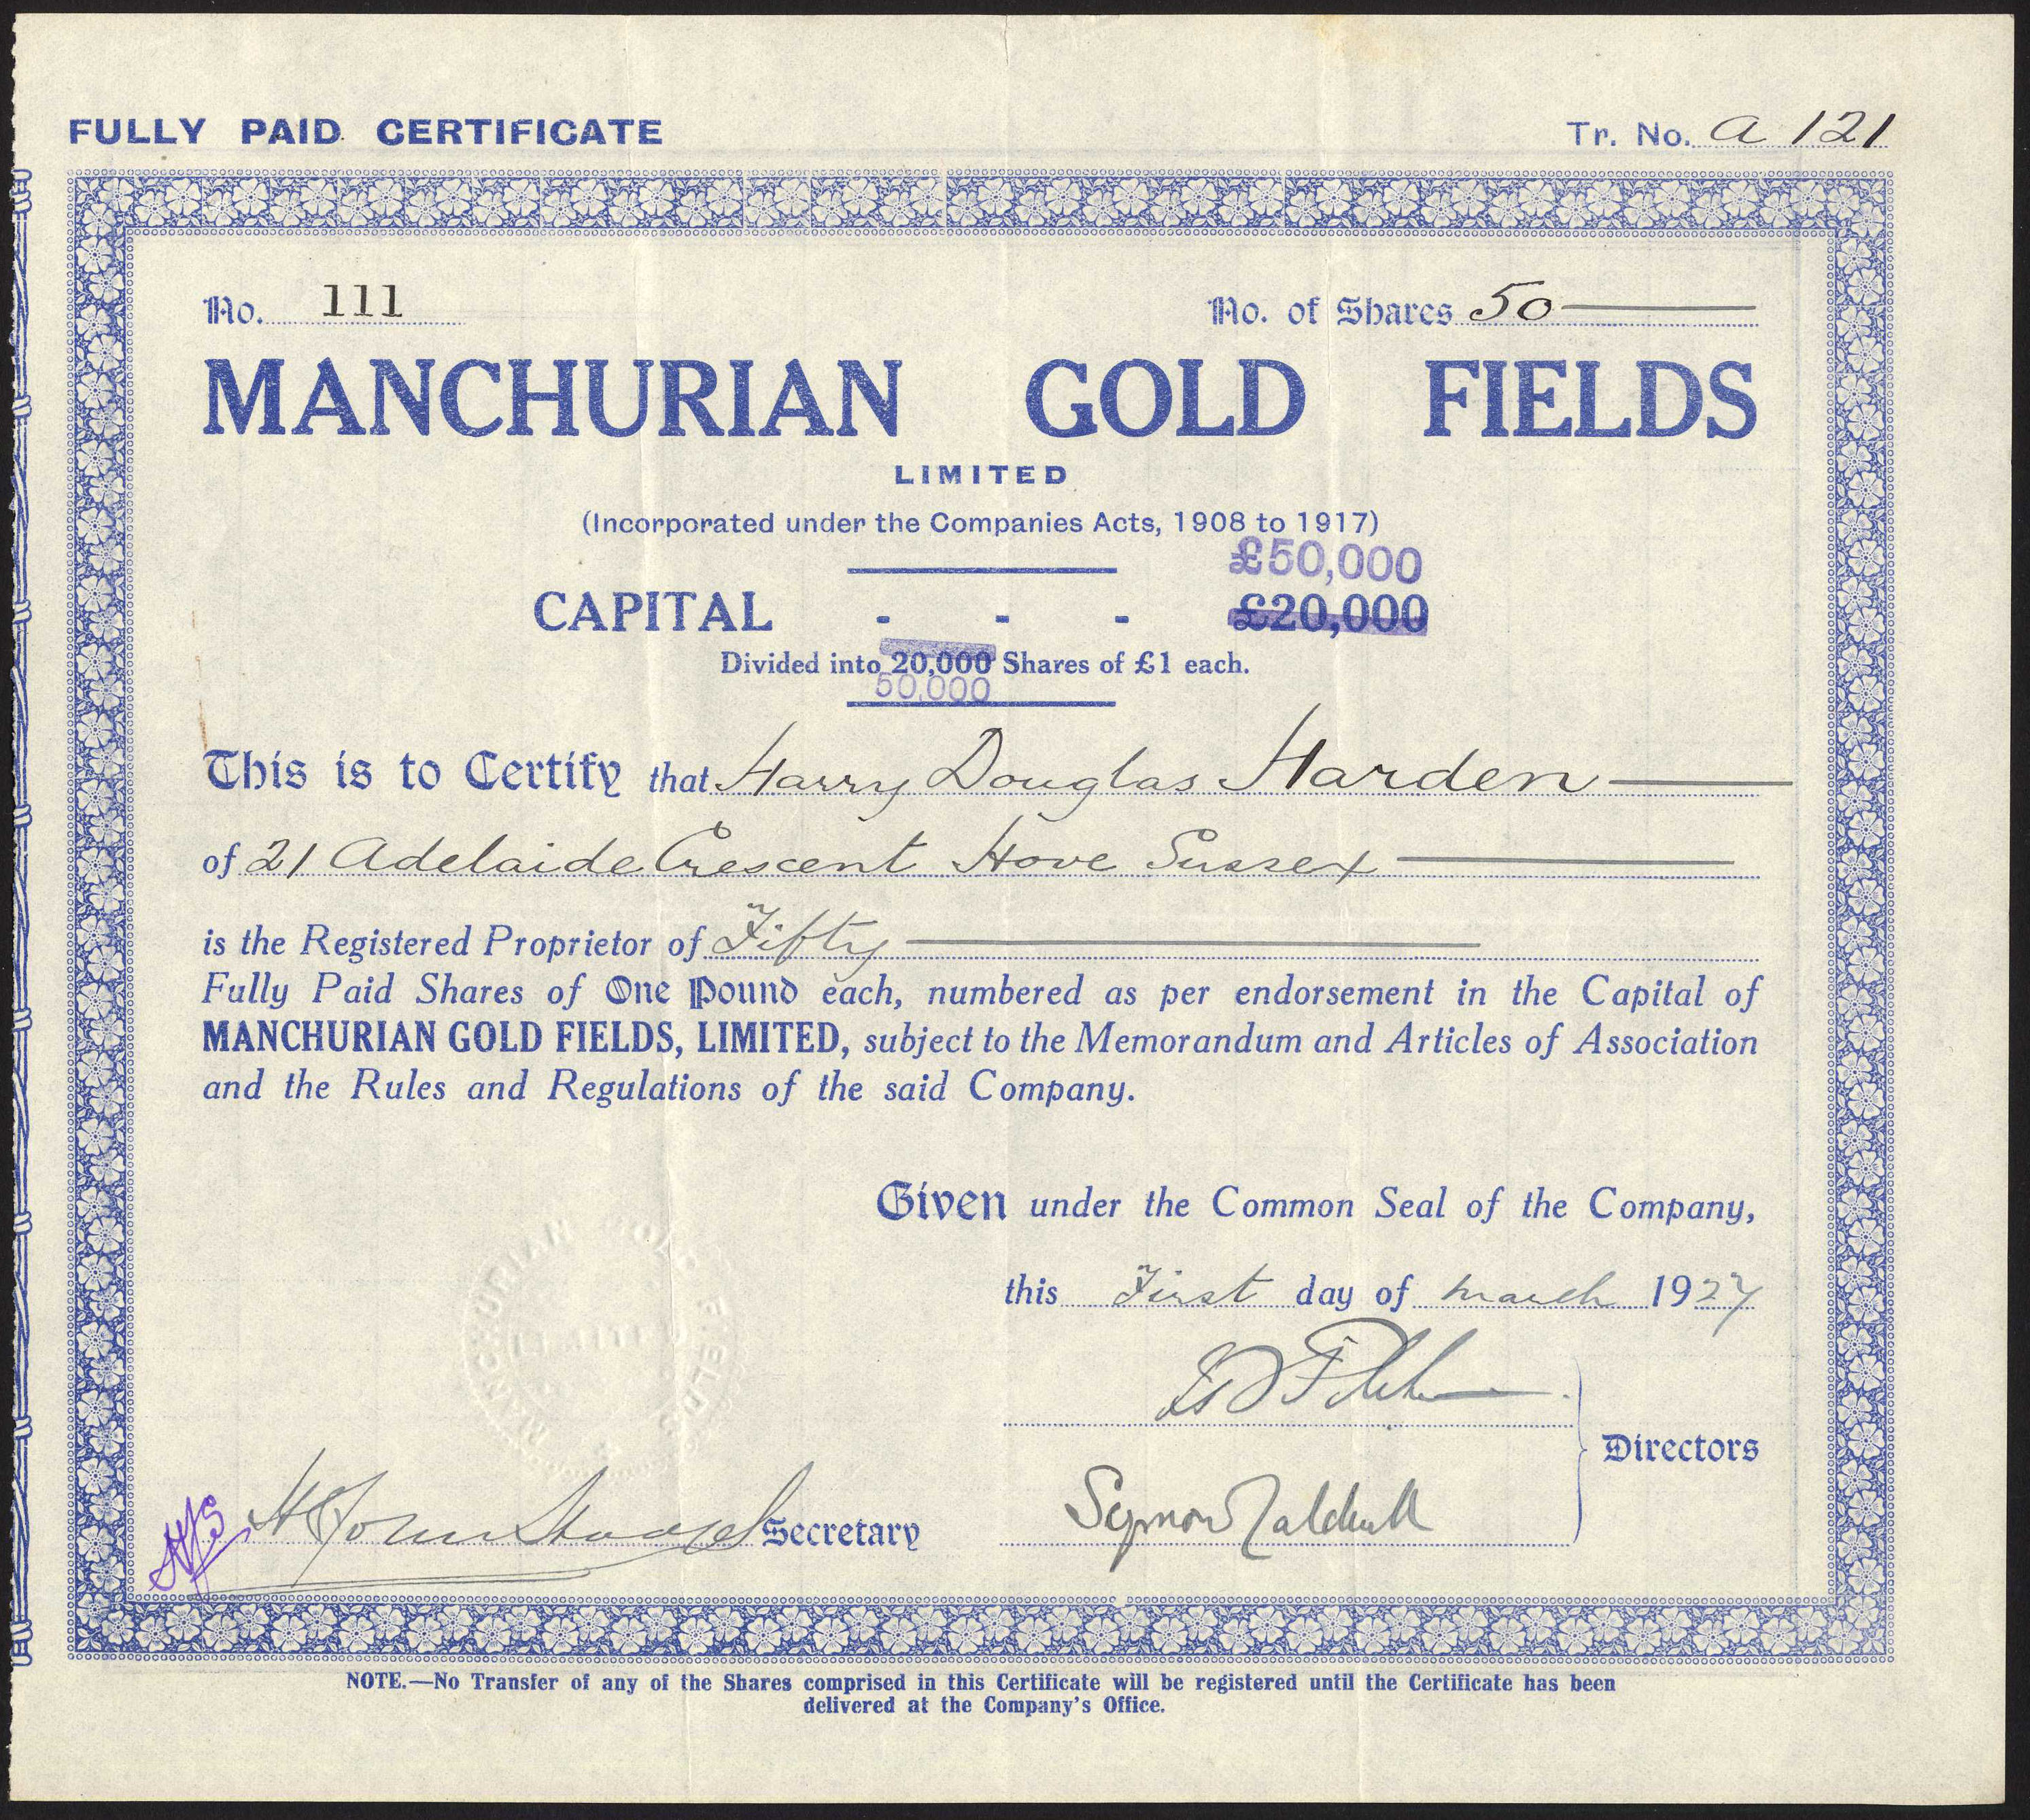 FULLY PAID CERTIFICATE Tr. No. A 121
No. 111 No. of Shares 50
MANCHURIAN GOLD FIELDS
LIMITED
(Incorporated under the Companies Acts, 1908 to 1917)
£50,000
CAPITAL - - - £20,000
Divided into 20,000 Shares of £1 each.
50,000
This is to Certify that Harry Douglas Harden
of 21 Adelaide Crescent Hove Sussex
is the Registered Proprietor of Fifty
Fully Paid Shares of One Pound each, numbered as per endorsement in the Capital of
MANCHURIAN GOLD FIELDS, LIMITED, subject to the Memorandum and Articles of Association
and the Rules and Regulations of the said Company.
Given under the Common Seal of the Company,
this First day of March 1927
MANCHURIAN GOLD FIELDS
LIMITED
Directors
Secretary
NOTE.—No Transfer of any of the Shares comprised in this Certificate will be registered until the Certificate has been
delivered at the Company's Office.